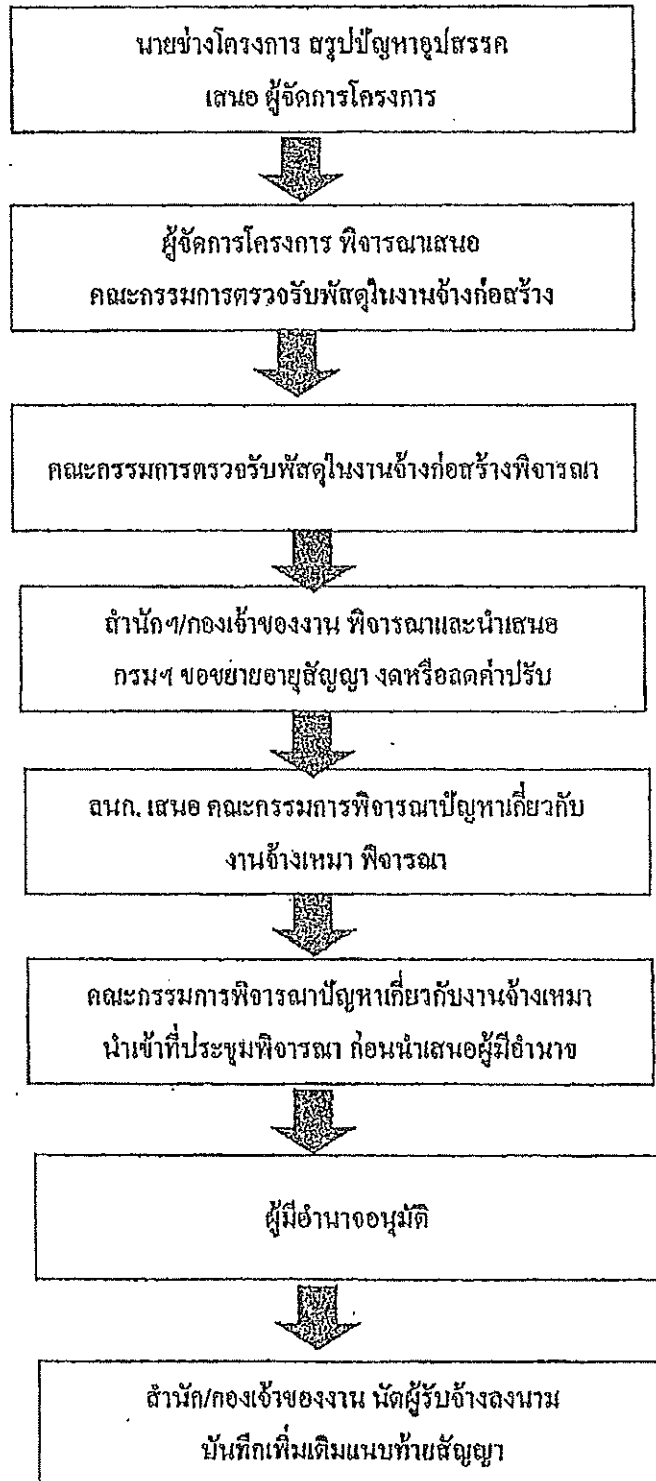 นายช่างโครงการ สรุปปัญหาอุปสรรค
เสนอ ผู้จัดการโครงการ
ผู้จัดการโครงการ พิจารณาเสนอ
คณะกรรมการตรวจรับพัสดุในงานจ้างก่อสร้าง
คณะกรรมการตรวจรับพัสดุในงานจ้างก่อสร้างพิจารณา
สำนักฯ/กองเจ้าของงาน พิจารณาและนำเสนอ
กรมฯ ขอขยายอายุสัญญา งดหรือลดค่าปรับ
ลนก. เสนอ คณะกรรมการพิจารณาปัญหาเกี่ยวกับ
งานจ้างเหมา พิจารณา
คณะกรรมการพิจารณาปัญหาเกี่ยวกับงานจ้างเหมา
นำเข้าที่ประชุมพิจารณา ก่อนนำเสนอผู้มีอำนาจ
ผู้มีอำนาจอนุมัติ
สำนัก/กองเจ้าของงาน นัดผู้รับจ้างลงนาม
บันทึกเพิ่มเติมแนบท้ายสัญญา